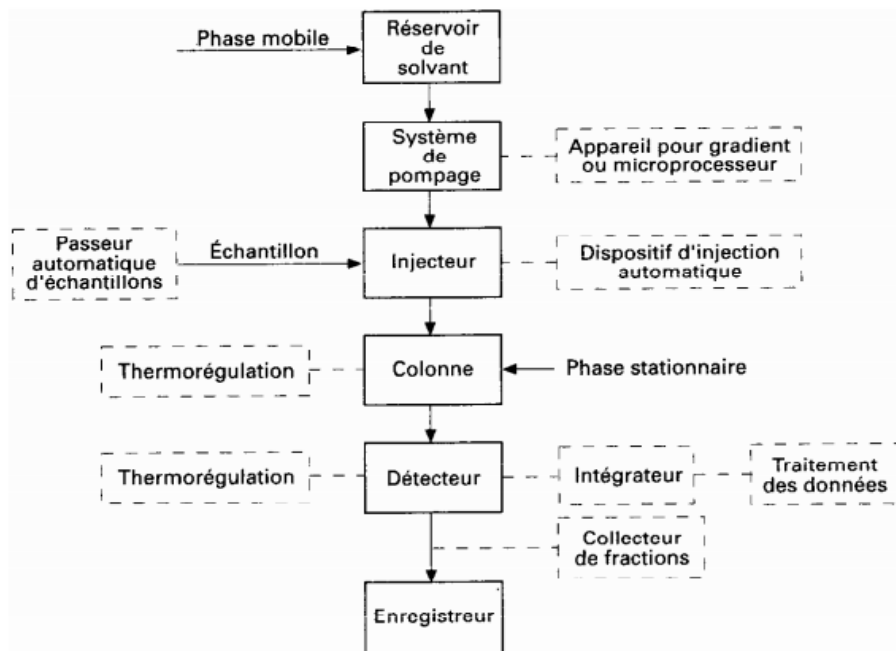 Phase mobile
Réservoir
de
solvant
Système
de
pompage
Appareil pour gradient
ou microprocesseur
Passeur
automatique
d'échantillons
Échantillon
Injecteur
Dispositif d'injection
automatique
Thermorégulation
Colonne
Phase stationnaire
Thermorégulation
Détecteur
Intégrateur
Traitement
des données
Collecteur
de fractions
Enregistreur